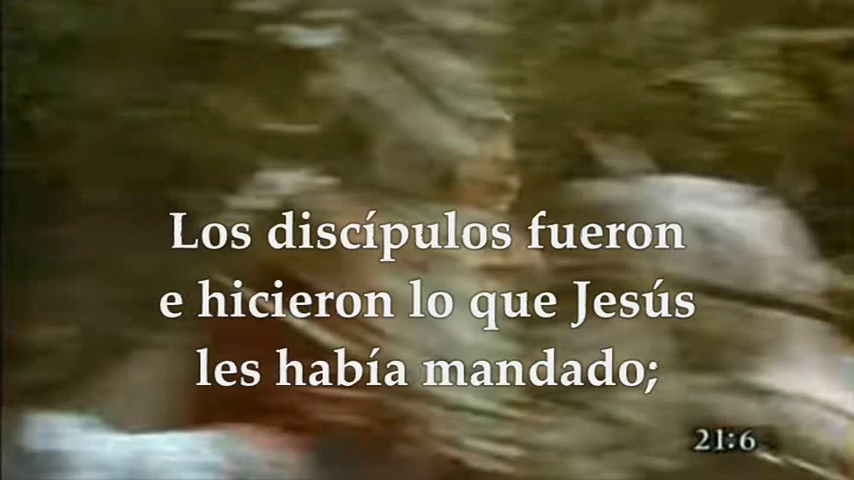 Los discípulos fueron
e hicieron lo que Jesús
les había mandado;
21:6